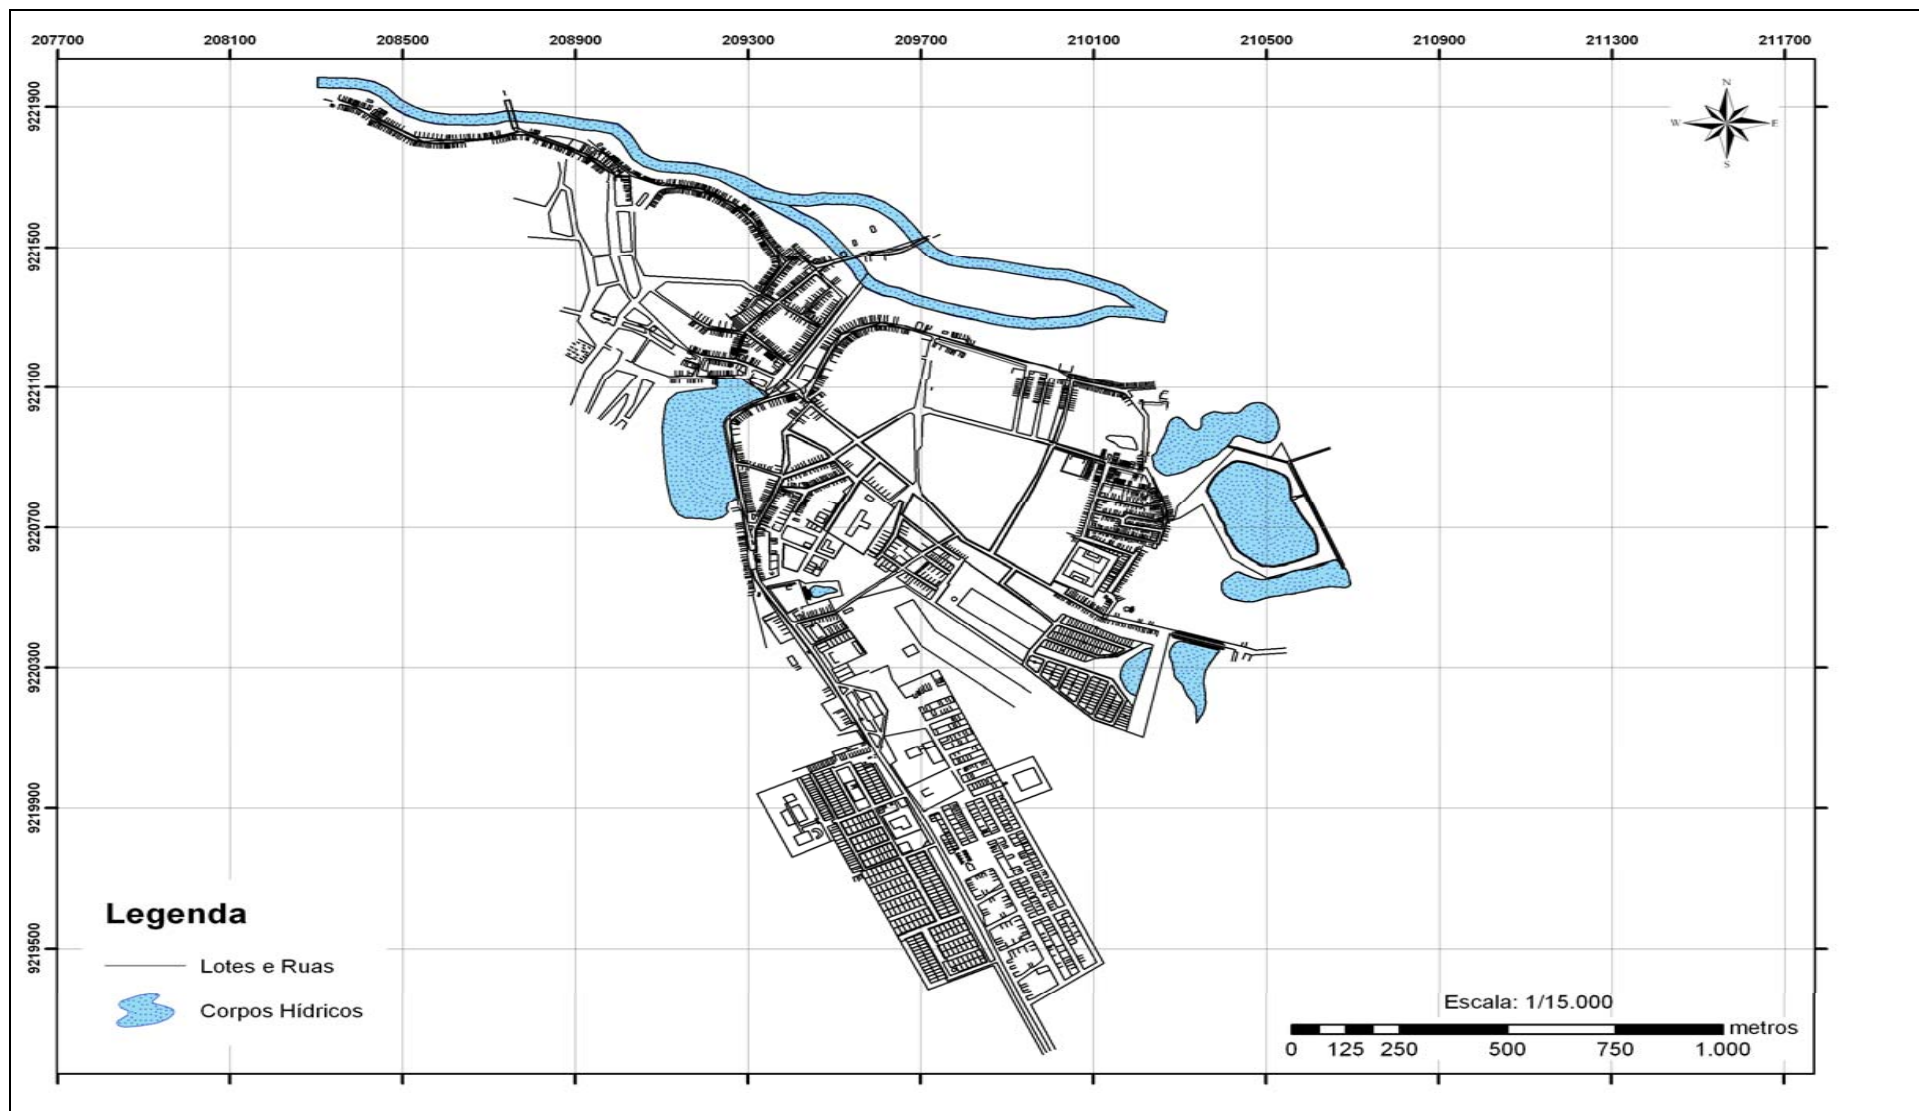 207700 208100 208500 208900 209300 209700 210100 210500 210900 211300 211700
9221900
9221500
9221100
9220700
9220300
9219900
9219500
N
W E
S
Legenda
Lotes e Ruas
Corpos Hídricos
Escala: 1/15.000
metros
0 125 250 500 750 1.000